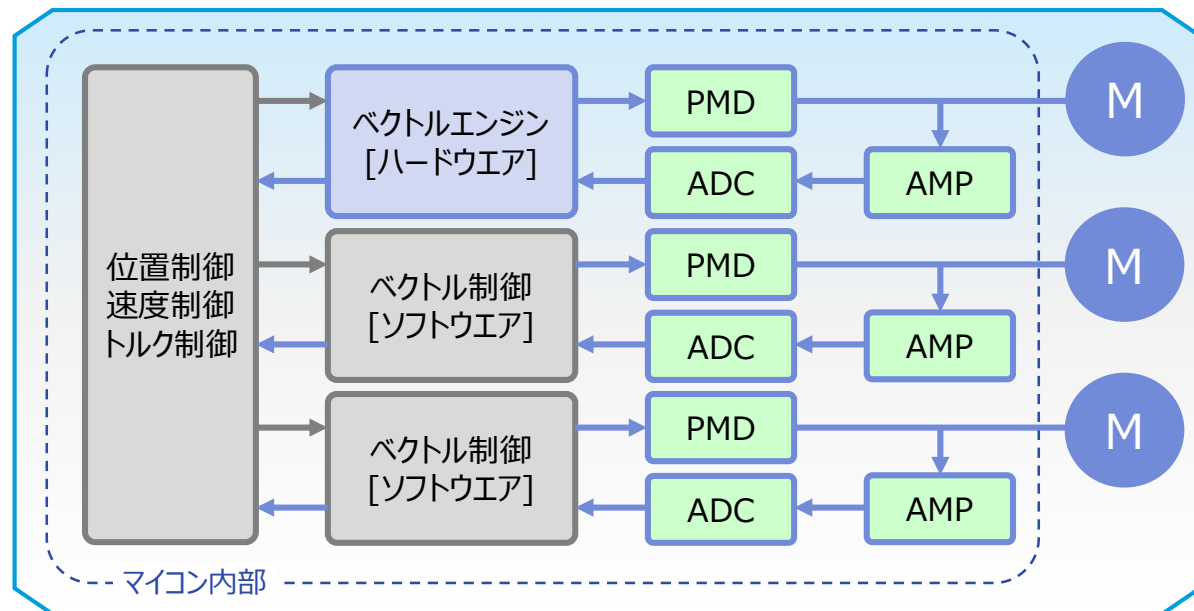 位置制御
速度制御
トルク制御
ベクトルエンジン
[ハードウエア]
PMD
ADC
AMP
M
ベクトル制御
[ソフトウエア]
PMD
ADC
AMP
M
ベクトル制御
[ソフトウエア]
PMD
ADC
AMP
M
マイコン内部